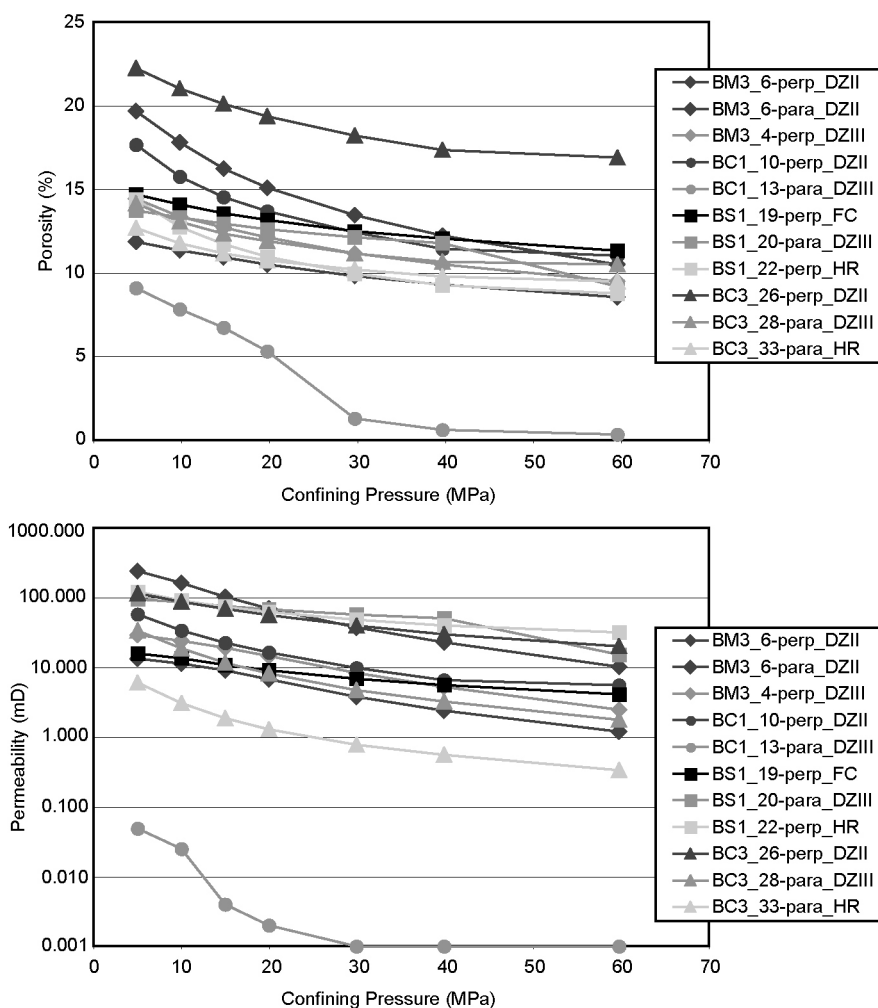 25
20
15
10
5
0
Porosity (%)
0 10 20 30 40 50 60 70
Confining Pressure (MPa)
BM3_6-perp_DZII
BM3_6-para_DZII
BM3_4-perp_DZIII
BC1_10-perp_DZII
BC1_13-para_DZIII
BS1_19-perp_FC
BS1_20-para_DZIII
BS1_22-perp_HR
BC3_26-perp_DZII
BC3_28-para_DZIII
BC3_33-para_HR
1000.000
100.000
10.000
1.000
0.100
0.010
0.001
Permeability (mD)
0 10 20 30 40 50 60 70
Confining Pressure (MPa)
BM3_6-perp_DZII
BM3_6-para_DZII
BM3_4-perp_DZIII
BC1_10-perp_DZII
BC1_13-para_DZIII
BS1_19-perp_FC
BS1_20-para_DZIII
BS1_22-perp_HR
BC3_26-perp_DZII
BC3_28-para_DZIII
BC3_33-para_HR